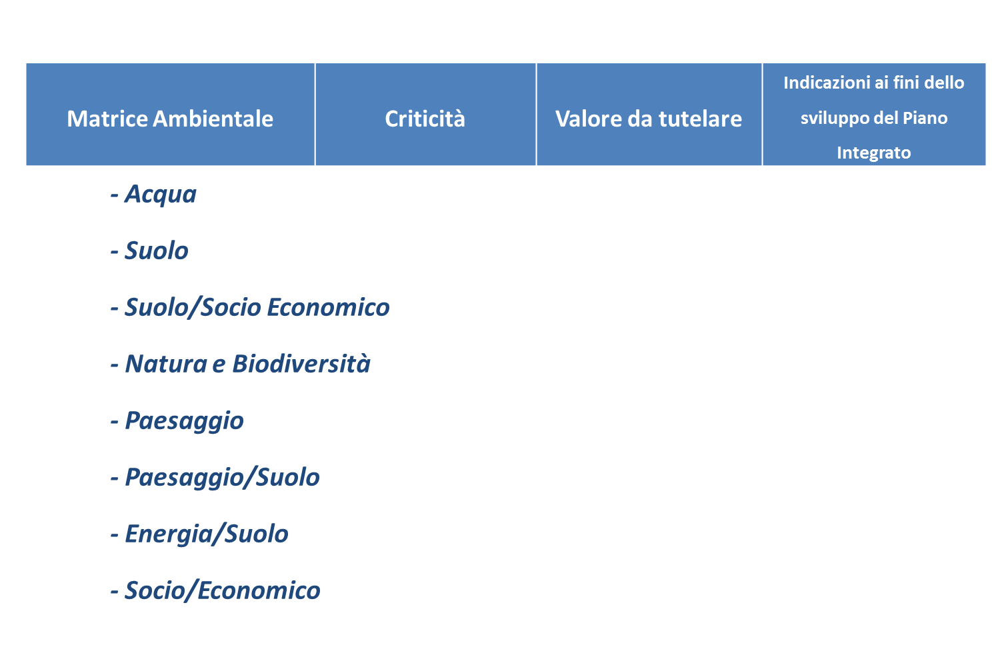 Matrice Ambientale
Criticità
Valore da tutelare
Indicazioni ai fini dello
sviluppo del Piano
Integrato
- Acqua
- Suolo
- Suolo/Socio Economico
- Natura e Biodiversità
- Paesaggio
- Paesaggio/Suolo
- Energia/Suolo
- Socio/Economico